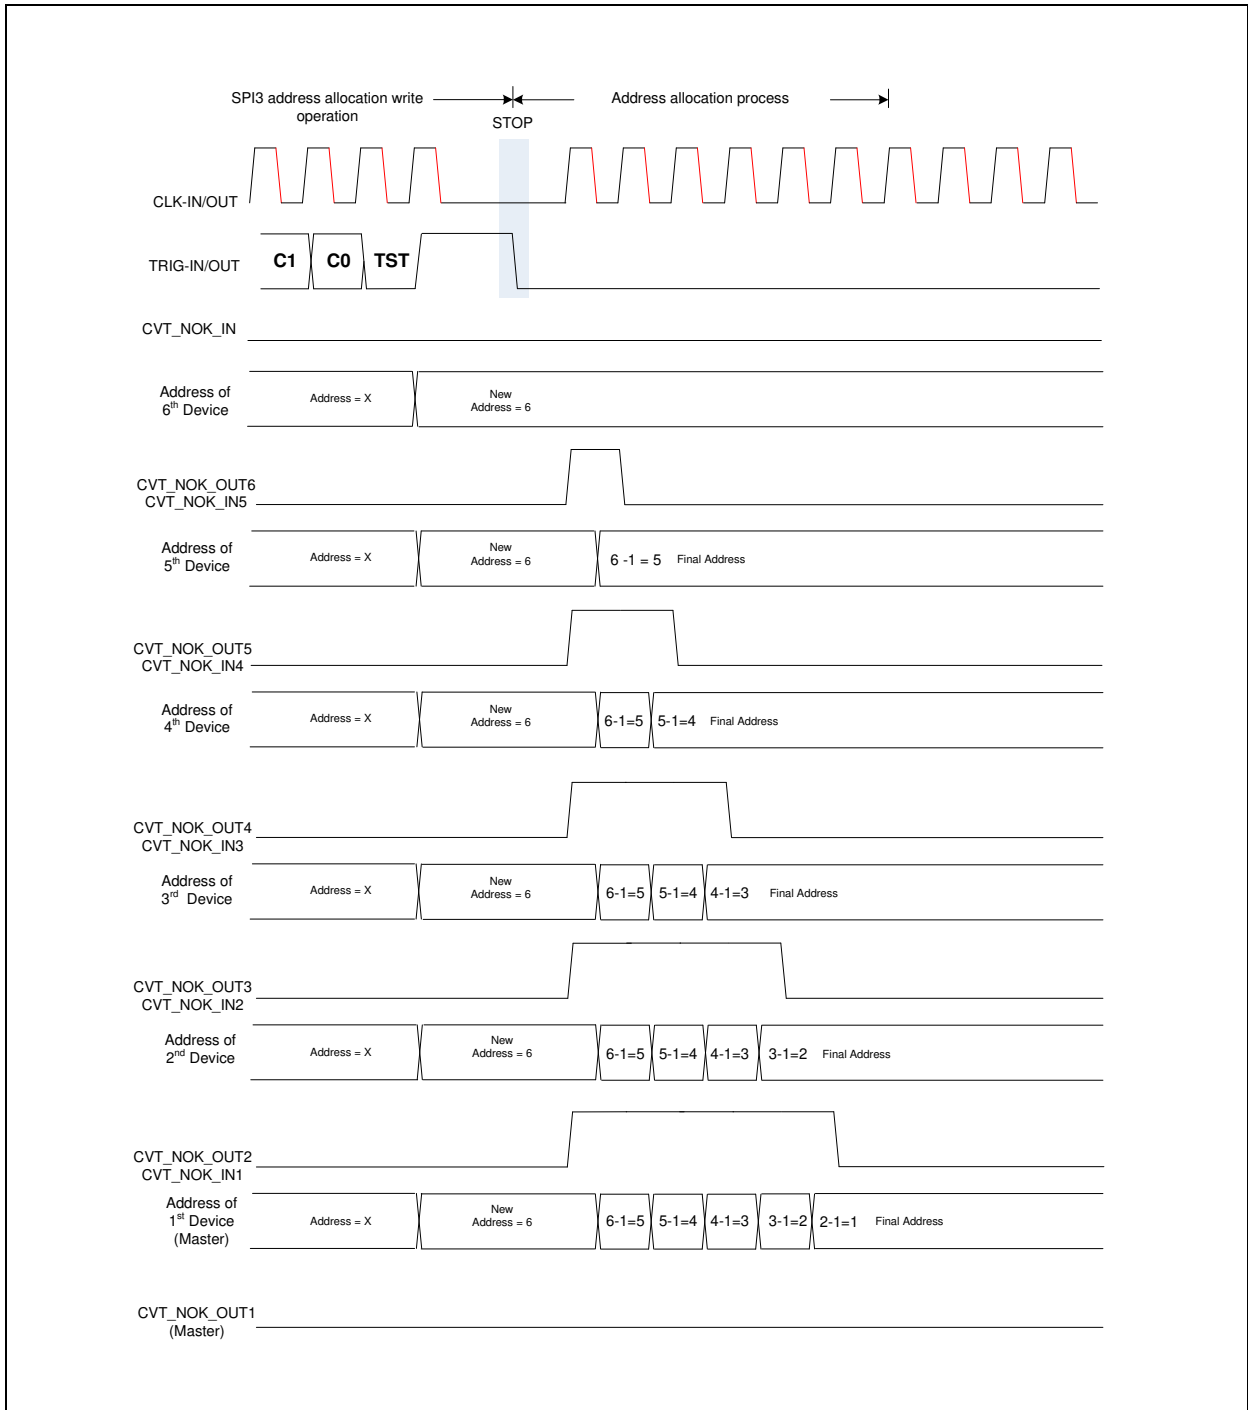 SPI3 address allocation write
operation
Address allocation process
STOP
CLK-IN/OUT
TRIG-IN/OUT
C1 C0 TST
CVT_NOK_IN
Address of
6th Device
Address = X
New
Address = 6
CVT_NOK_OUT6
CVT_NOK_IN5
Address of
5th Device
Address = X
New
Address = 6
6 -1 = 5 Final Address
CVT_NOK_OUT5
CVT_NOK_IN4
Address of
4th Device
Address = X
New
Address = 6
6-1=5 5-1=4 Final Address
CVT_NOK_OUT4
CVT_NOK_IN3
Address of
3rd Device
Address = X
New
Address = 6
6-1=5 5-1=4 4-1=3 Final Address
CVT_NOK_OUT3
CVT_NOK_IN2
Address of
2nd Device
Address = X
New
Address = 6
6-1=5 5-1=4 4-1=3 3-1=2 Final Address
CVT_NOK_OUT2
CVT_NOK_IN1
Address of
1st Device
(Master)
Address = X
New
Address = 6
6-1=5 5-1=4 4-1=3 3-1=2 2-1=1 Final Address
CVT_NOK_OUT1
(Master)